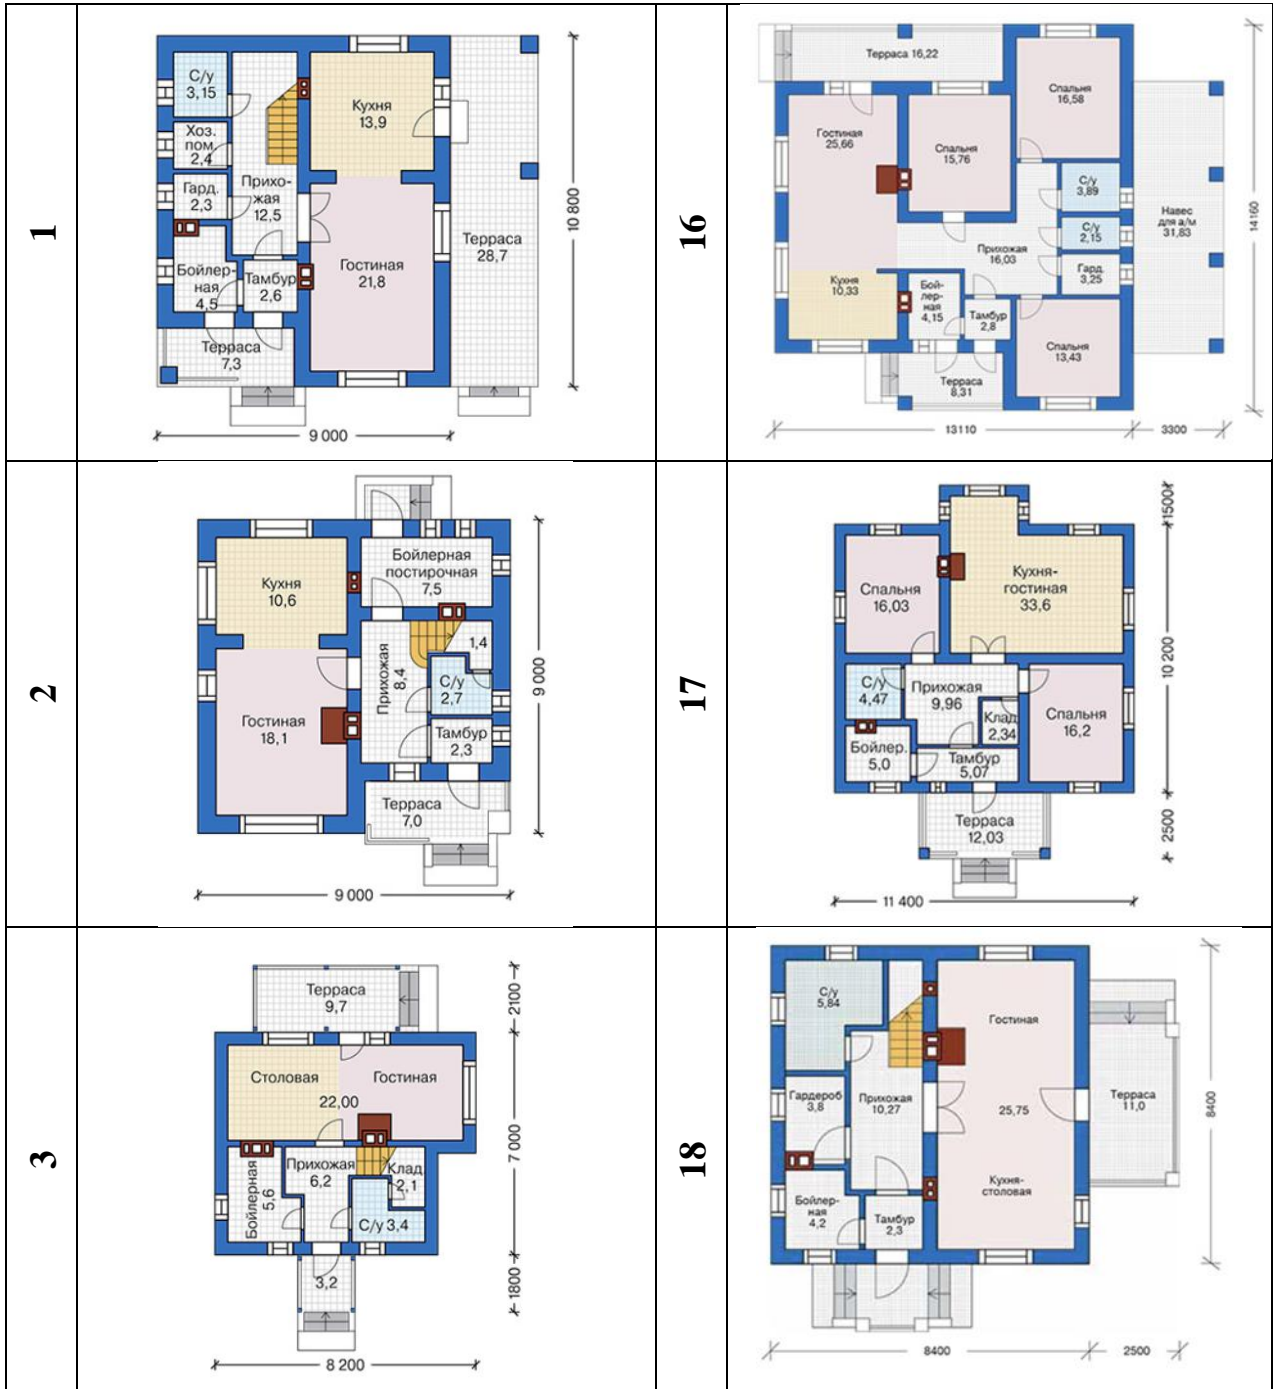 1
С/у
3,15
Хоз.
пом.
2,4
Гард.
2,3
Бойлер-
ная
4,5
Прихо-
жая
12,5
Тамбур
2,6
Кухня
13,9
Гостиная
21,8
Терраса
28,7
Терраса
7,3
10 800
9 000
16
Терраса 16,22
Гостиная
25,66
Спальня
15,76
Спальня
16,58
С/у
3,89
С/у
2,15
Гард.
3,25
Прихожая
16,03
Кухня
10,33
Бой-
лер-
ная
4,15
Тамбур
2,8
Спальня
13,43
Терраса
8,31
Навес
для а/м
31,83
14160
13110
3300
2
Кухня
10,6
Бойлерная
постирочная
7,5
Прихожая
8,4
1,4
С/у
2,7
Тамбур
2,3
Гостиная
18,1
Терраса
7,0
9 000
9 000
17
Спальня
16,03
Кухня-
гостиная
33,6
С/у
4,47
Прихожая
9,96
Клад.
2,34
Спальня
16,2
Бойлер.
5,0
Тамбур
5,07
Терраса
12,03
1500
10 200
2500
11 400
3
Терраса
9,7
Столовая
Гостиная
22,00
Бойлерная
5,6
Прихожая
6,2
Клад.
2,1
С/у 3,4
3,2
2100
7 000
1800
8 200
18
С/у
5,84
Гостиная
Гардероб
3,8
Прихожая
10,27
25,75
Бойлер-
ная
4,2
Тамбур
2,3
Кухня-
столовая
Терраса
11,0
8400
8400
2500